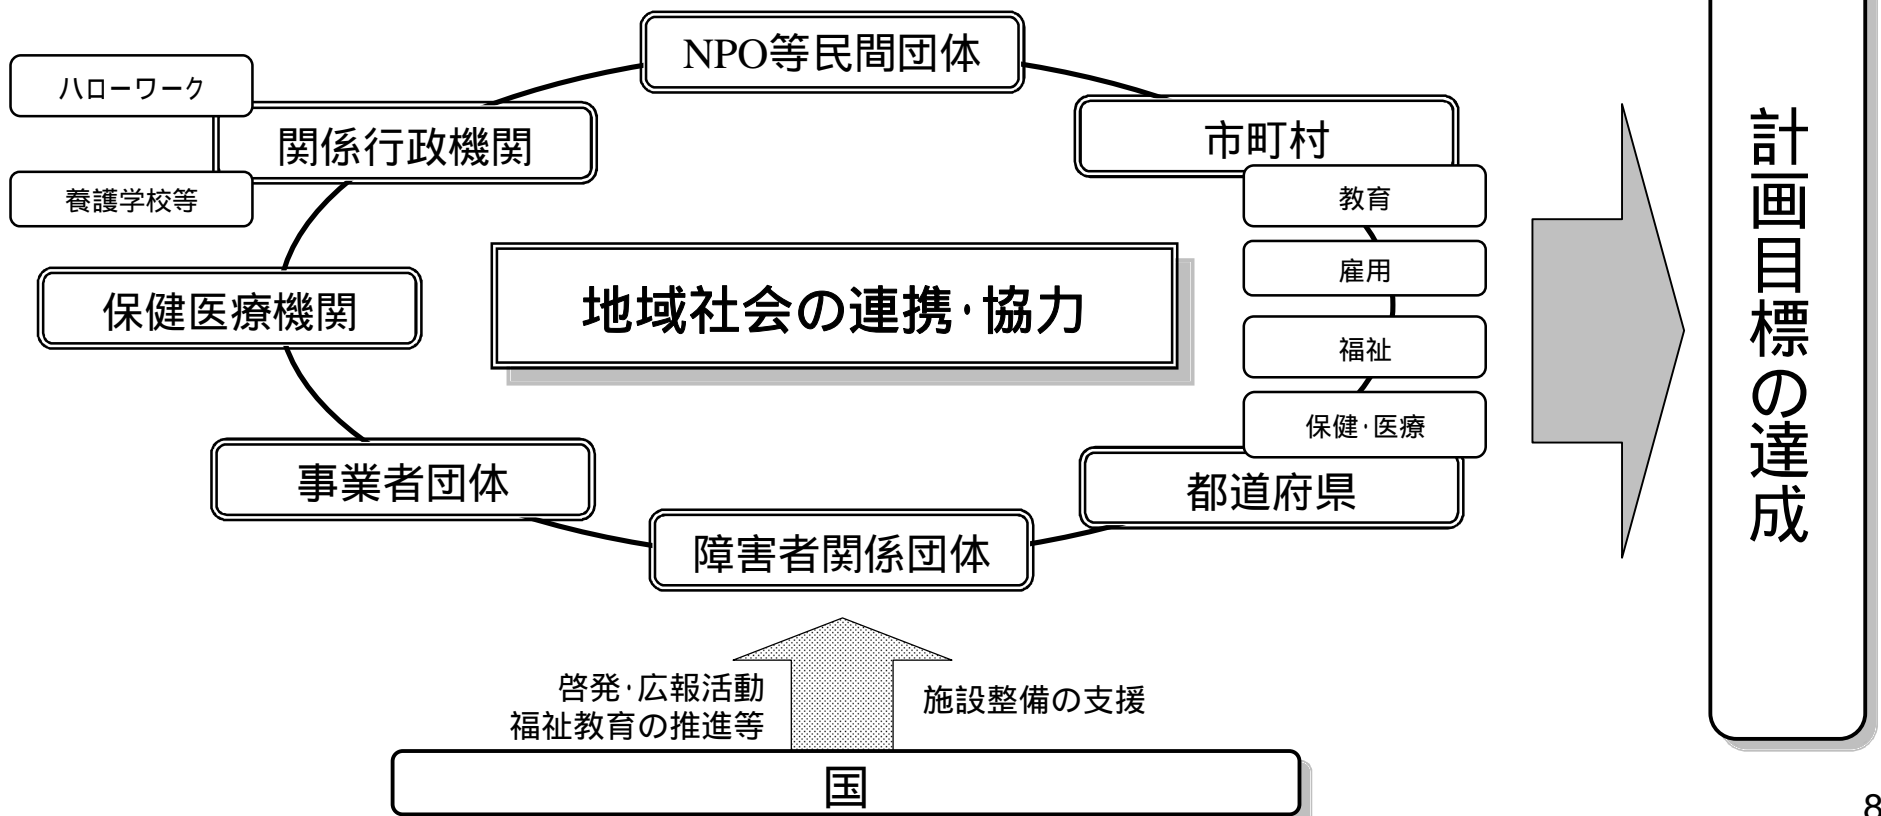 NPO等民間団体
ハローワーク
関係行政機関
養護学校等
市町村
教育
雇用
福祉
保健・医療
都道府県
保健医療機関
地域社会の連携・協力
事業者団体
障害者関係団体
計画目標の達成
啓発・広報活動
福祉教育の推進等
施設整備の支援
国
8